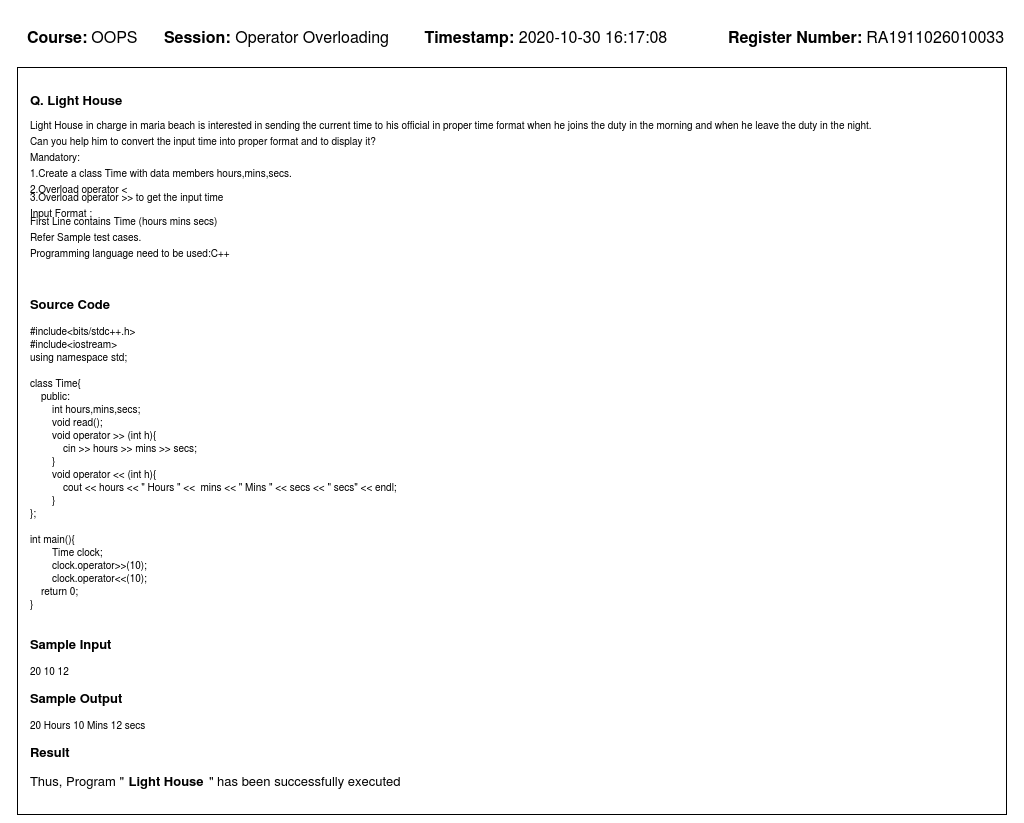 Course: OOPS Session: Operator Overloading Timestamp: 2020-10-30 16:17:08 Register Number: RA1911026010033
Q. Light House
Light House in charge in maria beach is interested in sending the current time to his official in proper time format when he joins the duty in the morning and when he leave the duty in the night.
Can you help him to convert the input time into proper format and to display it?
Mandatory:
1.Create a class Time with data members hours,mins,secs.
2.Overload operator <
3.Overload operator >> to get the input time
Input Format :
First Line contains Time (hours mins secs)
Refer Sample test cases.
Programming language need to be used:C++
Source Code
#include<bits/stdc++.h>
#include<iostream>
using namespace std;
class Time{
public:
int hours,mins,secs;
void read();
void operator >> (int h){
cin >> hours >> mins >> secs;
}
void operator << (int h){
cout << hours << " Hours " <<  mins << " Mins " << secs << " secs" << endl;
}
};
int main(){
Time clock;
clock.operator>>(10);
clock.operator<<(10);
return 0;
}
Sample Input
20 10 12
Sample Output
20 Hours 10 Mins 12 secs
Result
Thus, Program " Light House " has been successfully executed